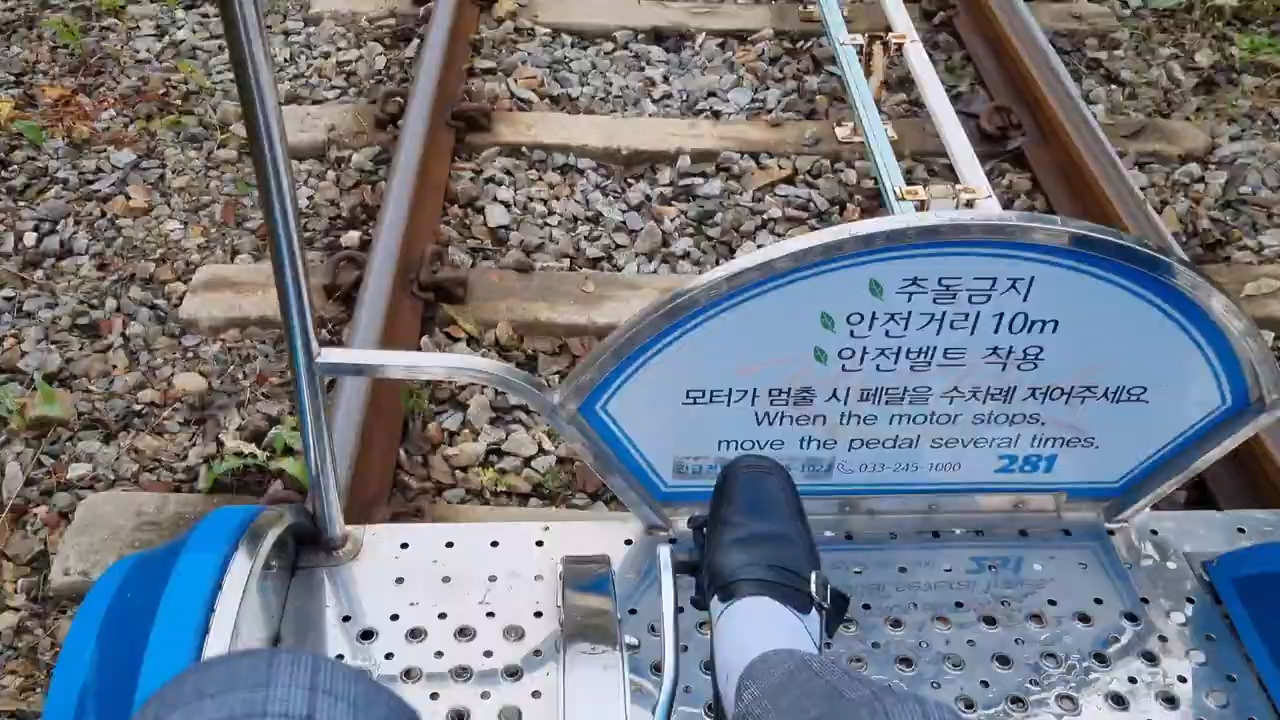 추돌금지
안전거리 10m
안전벨트 착용
모터가 멈출 시 페달을 수차례 저어주세요.
When the motor stops,
move the pedal several times.
033-245-1000 281